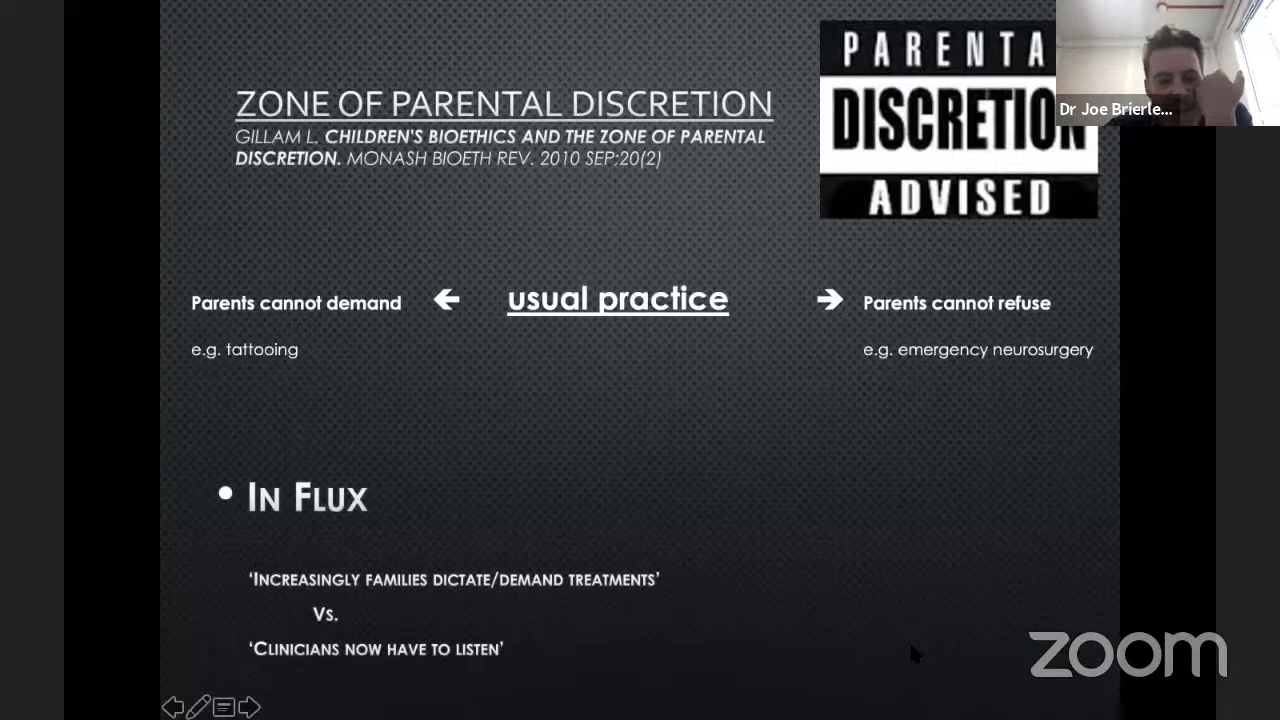 PARENTA
DISCRETION
ADVISED
Dr Joe Brierle...
ZONE OF PARENTAL DISCRETION
GILLAM L. CHILDREN'S BIOETHICS AND THE ZONE OF PARENTAL
DISCRETION. MONASH BIOETH REV. 2010 SEP;20(2)
Parents cannot demand ← usual practice → Parents cannot refuse
e.g. tattooing e.g. emergency neurosurgery
• IN FLUX
‘INCREASINGLY FAMILIES DICTATE/DEMAND TREATMENTS’
VS.
‘CLINICIANS NOW HAVE TO LISTEN’
zoom